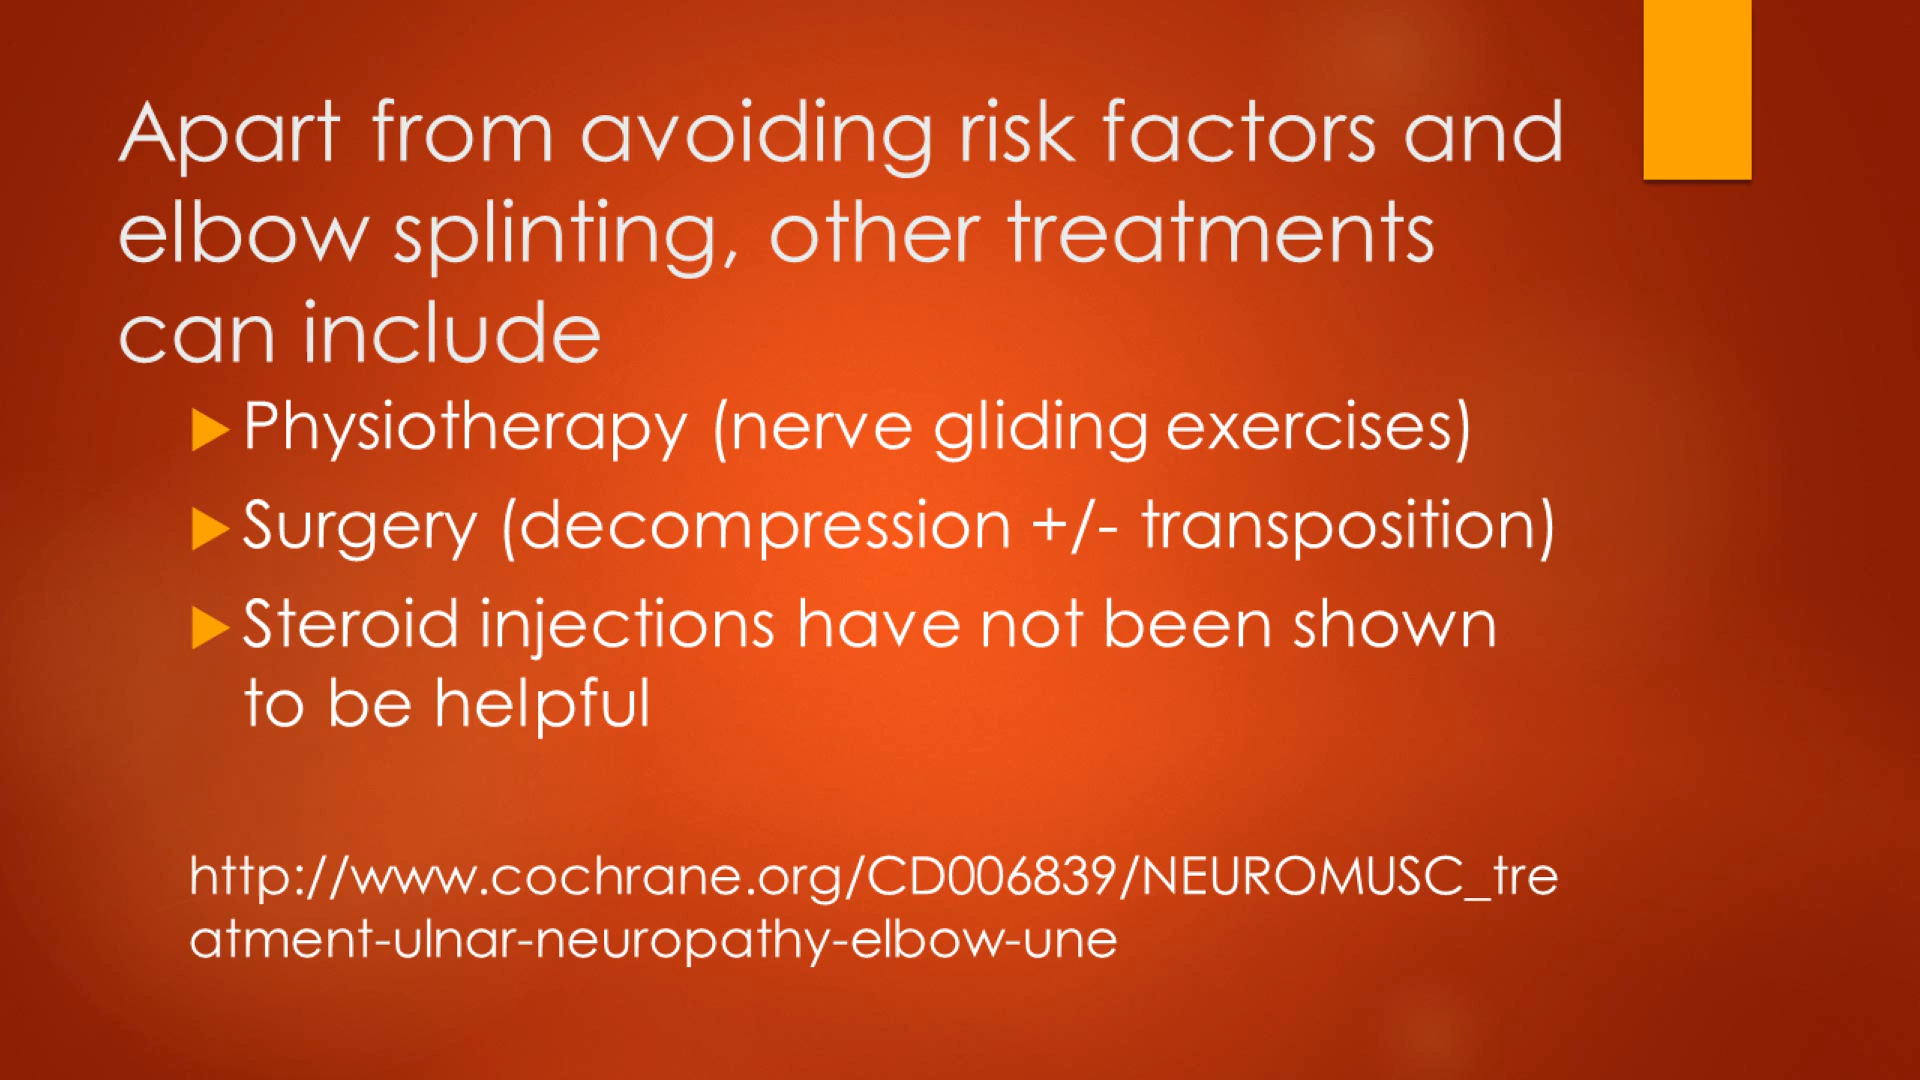 Apart from avoiding risk factors and
elbow splinting, other treatments
can include
Physiotherapy (nerve gliding exercises)
Surgery (decompression +/- transposition)
Steroid injections have not been shown
to be helpful
http://www.cochrane.org/CD006839/NEUROMUSC_tre
atment-ulnar-neuropathy-elbow-une